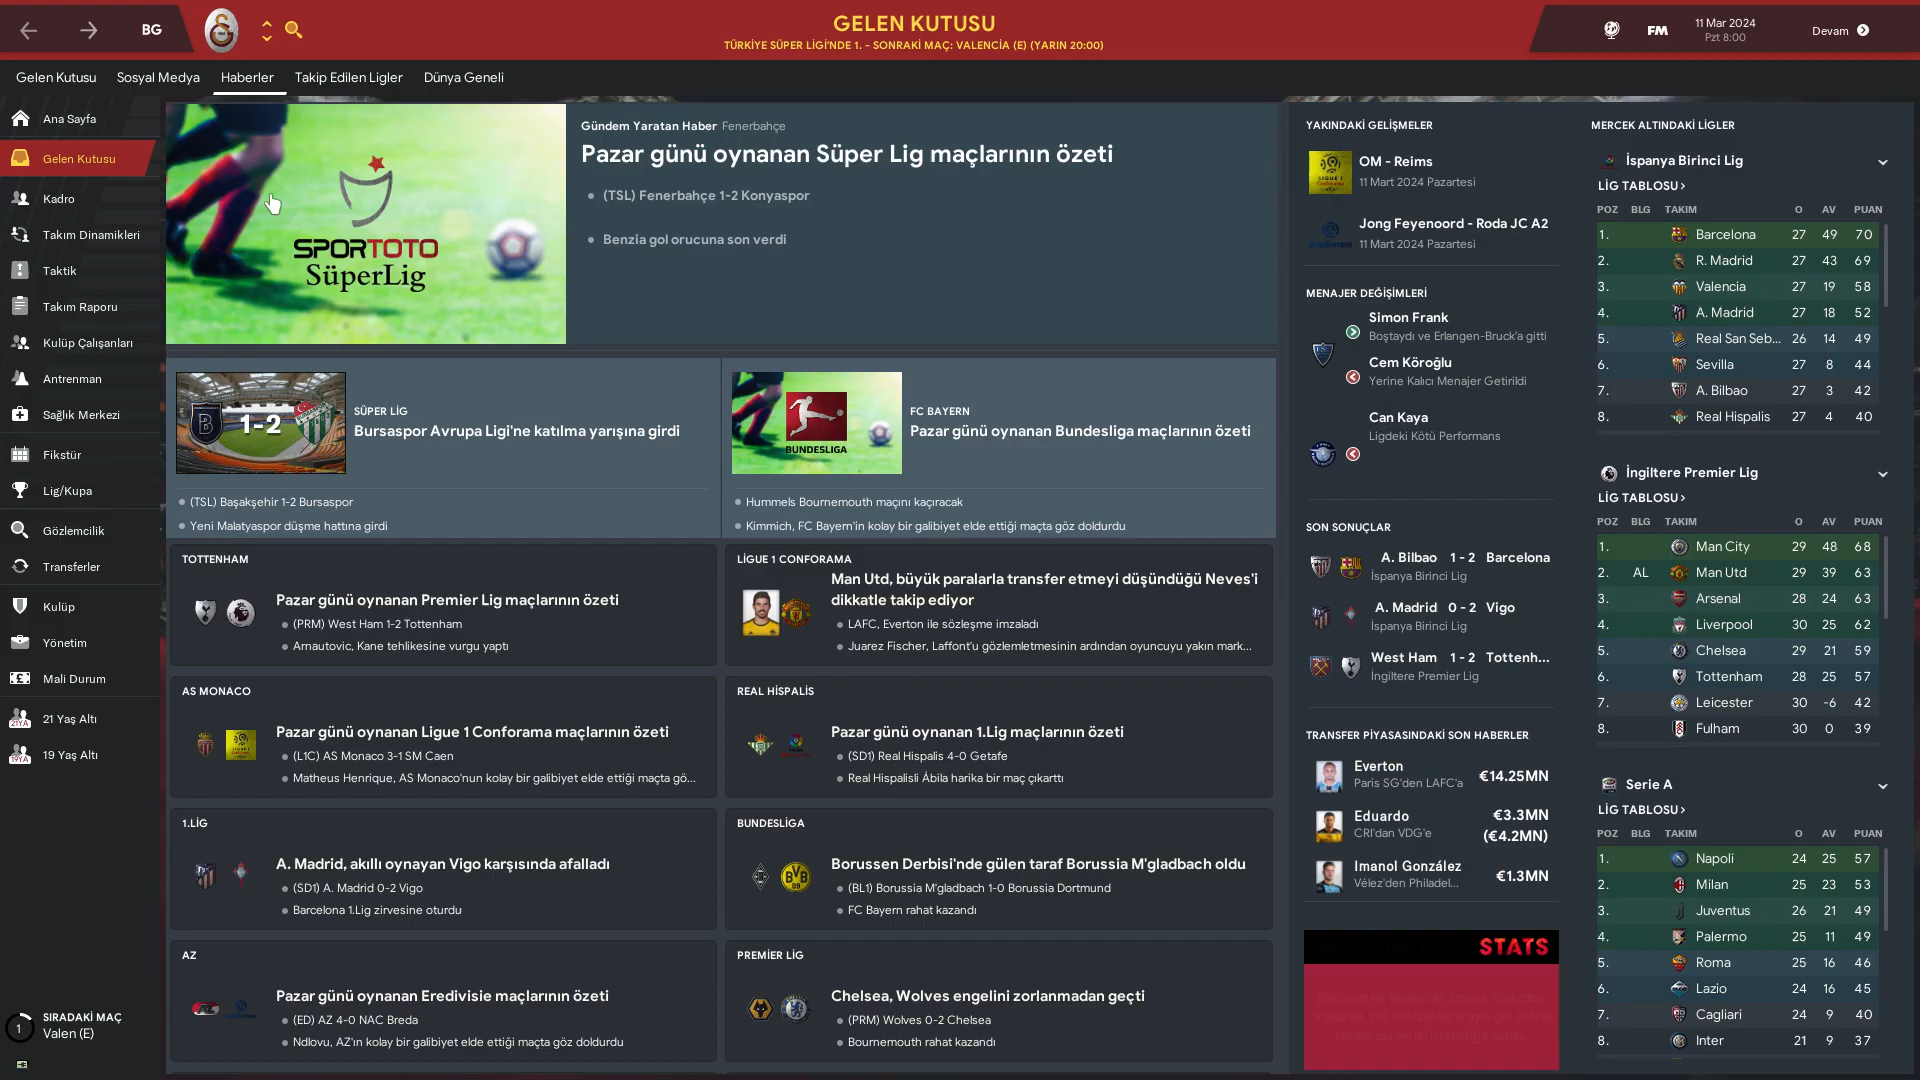 BG
GELEN KUTUSU
TÜRKİYE SÜPER LİGİ'NDE 1. - SONRAKİ MAÇ: VALENCİA (E) (YARIN 20:00)
FM
11 Mar 2024
Pzt 8:00
Devam
Gelen Kutusu
Sosyal Medya
Haberler
Takip Edilen Ligler
Dünya Geneli
Ana Sayfa
Gelen Kutusu
Kadro
Takım Dinamikleri
Taktik
Takım Raporu
Kulüp Çalışanları
Antrenman
Sağlık Merkezi
Fikstür
Lig/Kupa
Gözlemcilik
Transferler
Kulüp
Yönetim
Mali Durum
21YA 21 Yaş Altı
19YA 19 Yaş Altı
1
SIRADAKİ MAÇ
Valen (E)
SPORTOTO
SüperLig
Gündem Yaratan Haber Fenerbahçe
Pazar günü oynanan Süper Lig maçlarının özeti
(TSL) Fenerbahçe 1-2 Konyaspor
Benzia gol orucuna son verdi
1-2
SÜPER LİG
Bursaspor Avrupa Ligi'ne katılma yarışına girdi
(TSL) Başakşehir 1-2 Bursaspor
Yeni Malatyaspor düşme hattına girdi
BUNDESLIGA
FC BAYERN
Pazar günü oynanan Bundesliga maçlarının özeti
Hummels Bournemouth maçını kaçıracak
Kimmich, FC Bayern'in kolay bir galibiyet elde ettiği maçta göz doldurdu
TOTTENHAM
Pazar günü oynanan Premier Lig maçlarının özeti
(PRM) West Ham 1-2 Tottenham
Arnautovic, Kane tehlikesine vurgu yaptı
LİGUE 1 CONFORAMA
Man Utd, büyük paralarla transfer etmeyi düşündüğü Neves'i
dikkatle takip ediyor
LAFC, Everton ile sözleşme imzaladı
Juarez Fischer, Laffont'u gözlemletmesinin ardından oyuncuyu yakın mark...
AS MONACO
Pazar günü oynanan Ligue 1 Conforama maçlarının özeti
(L1C) AS Monaco 3-1 SM Caen
Matheus Henrique, AS Monaco'nun kolay bir galibiyet elde ettiği maçta gö...
REAL HİSPALİS
Pazar günü oynanan 1.Lig maçlarının özeti
(SD1) Real Hispalis 4-0 Getafe
Real Hispalisli Ábila harika bir maç çıkarttı
1.LİG
A. Madrid, akıllı oynayan Vigo karşısında afalladı
(SD1) A. Madrid 0-2 Vigo
Barcelona 1.Lig zirvesine oturdu
BUNDESLİGA
Borussen Derbisi'nde gülen taraf Borussia M'gladbach oldu
(BL1) Borussia M'gladbach 1-0 Borussia Dortmund
FC Bayern rahat kazandı
AZ
Pazar günü oynanan Eredivisie maçlarının özeti
(ED) AZ 4-0 NAC Breda
Ndlovu, AZ'ın kolay bir galibiyet elde ettiği maçta göz doldurdu
PREMİER LİG
Chelsea, Wolves engelini zorlanmadan geçti
(PRM) Wolves 0-2 Chelsea
Bournemouth rahat kazandı
YAKINDAKİ GELİŞMELER
OM - Reims
11 Mart 2024 Pazartesi
Jong Feyenoord - Roda JC A2
11 Mart 2024 Pazartesi
MENAJER DEĞİŞİMLERİ
Simon Frank
Boştaydı ve Erlangen-Bruck'a gitti
Cem Köroğlu
Yerine Kalıcı Menajer Getirildi
Can Kaya
Ligdeki Kötü Performans
SON SONUÇLAR
A. Bilbao 1 - 2 Barcelona
İspanya Birinci Lig
A. Madrid 0 - 2 Vigo
İspanya Birinci Lig
West Ham 1 - 2 Tottenh...
İngiltere Premier Lig
TRANSFER PİYASASINDAKİ SON HABERLER
Everton
Paris SG'den LAFC'a
€14.25MN
Eduardo
CRI'dan VDG'e
€3.3MN
(€4.2MN)
Imanol González
Vélez'den Philadel...
€1.3MN
STATS
MERCEK ALTINDAKİ LİGLER
İspanya Birinci Lig
LİG TABLOSU>
POZ BLG TAKIM O AV PUAN
1. Barcelona 27 49 70
2. R. Madrid 27 43 69
3. Valencia 27 19 58
4. A. Madrid 27 18 52
5. Real San Seb... 26 14 49
6. Sevilla 27 8 44
7. A. Bilbao 27 3 42
8. Real Hispalis 27 4 40
İngiltere Premier Lig
LİG TABLOSU>
POZ BLG TAKIM O AV PUAN
1. Man City 29 48 68
2. AL Man Utd 29 39 63
3. Arsenal 28 24 63
4. Liverpool 30 25 62
5. Chelsea 29 21 59
6. Tottenham 28 25 57
7. Leicester 30 -6 42
8. Fulham 30 0 39
Serie A
LİG TABLOSU>
POZ BLG TAKIM O AV PUAN
1. Napoli 24 25 57
2. Milan 25 23 53
3. Juventus 26 21 49
4. Palermo 25 11 49
5. Roma 25 16 46
6. Lazio 24 16 45
7. Cagliari 24 9 40
8. Inter 21 9 37